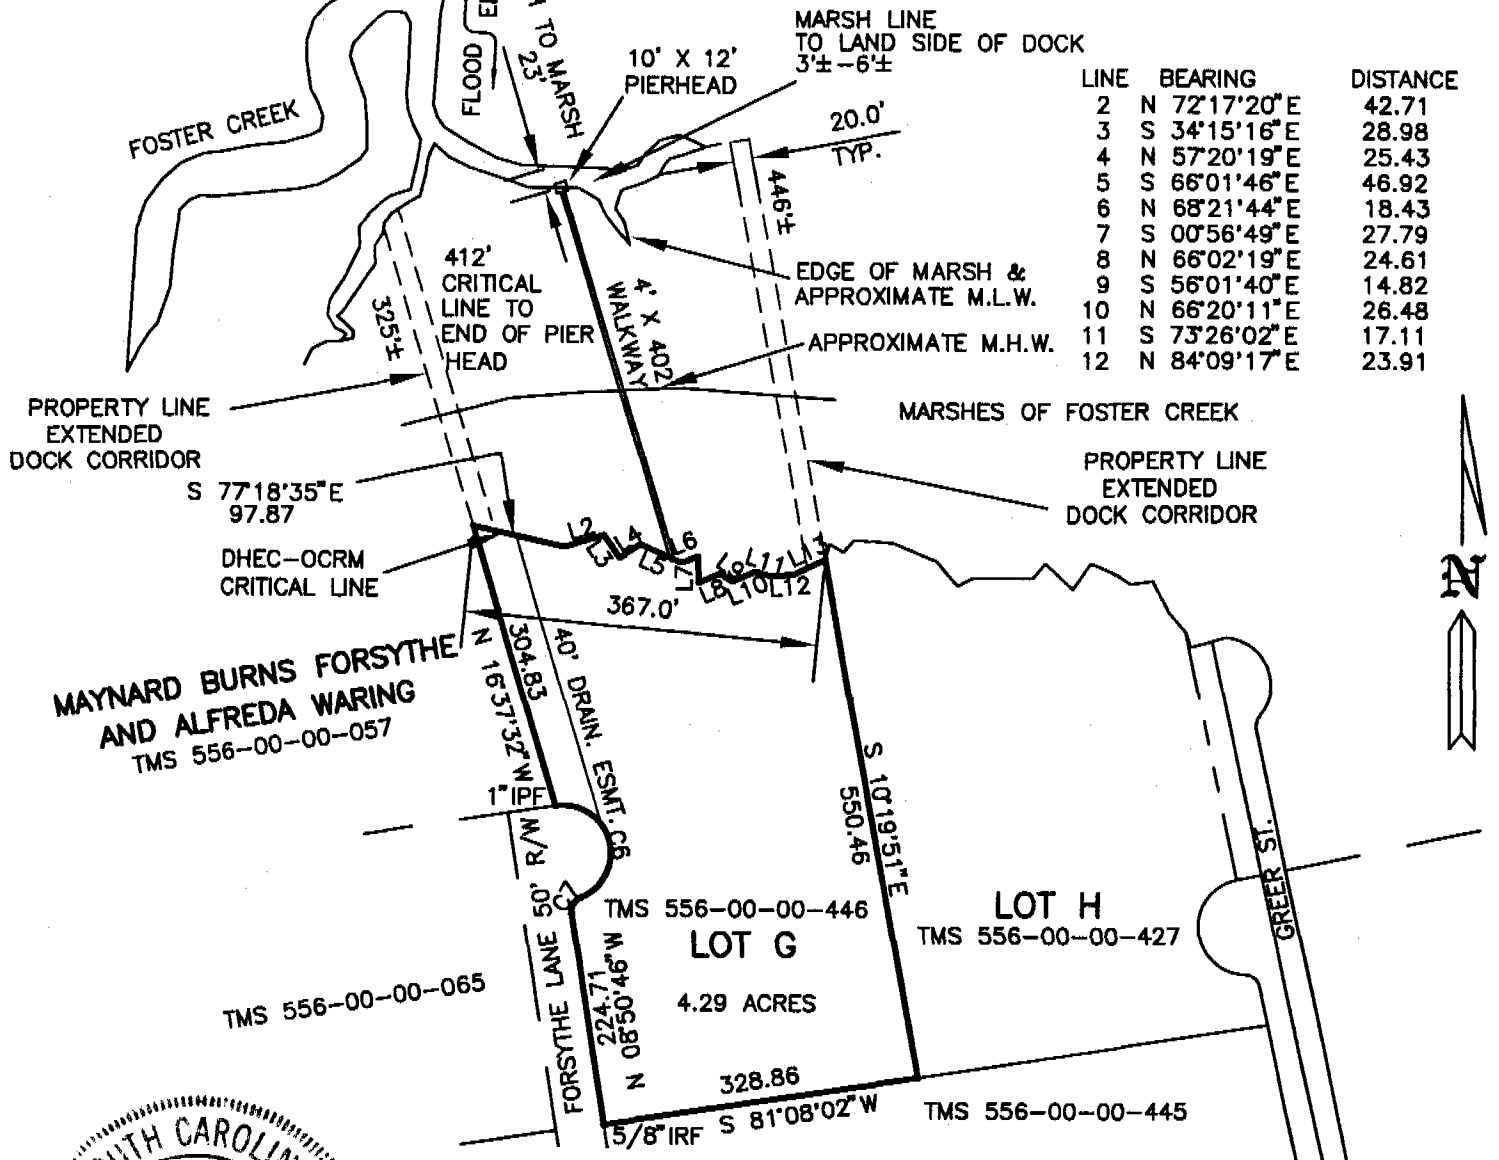 MARSH LINE
TO LAND SIDE OF DOCK
3'±-6'±
TO MARSH
23'
FLOOD
10' X 12'
PIERHEAD
FOSTER CREEK
20.0'
TYP.
446'±
LINE BEARING DISTANCE
2 N 72°17'20"E 42.71
3 S 34°15'16"E 28.98
4 N 57°20'19"E 25.43
5 S 66°01'46"E 46.92
6 N 68°21'44"E 18.43
7 S 00°56'49"E 27.79
8 N 66°02'19"E 24.61
9 S 56°01'40"E 14.82
10 N 66°20'11"E 26.48
11 S 73°26'02"E 17.11
12 N 84°09'17"E 23.91
412'
CRITICAL
LINE TO
END OF PIER
HEAD
325'±
4' X 402'
WALKWAY
EDGE OF MARSH &
APPROXIMATE M.L.W.
APPROXIMATE M.H.W.
MARSHES OF FOSTER CREEK
PROPERTY LINE
EXTENDED
DOCK CORRIDOR
PROPERTY LINE
EXTENDED
DOCK CORRIDOR
S 77°18'35"E
97.87
DHEC-OCRM
CRITICAL LINE
L2
L3
L4
L5
L6
L7
L8
L9
L10
L11
L12
367.0'
N
MAYNARD BURNS FORSYTHE
AND ALFREDA WARING
TMS 556-00-00-057
304.83
N 16°37'32"W
40' DRAIN. ESMT.
1"IPF
C6
C7
S 10°19'51"E
550.46
TMS 556-00-00-446
LOT G
4.29 ACRES
LOT H
TMS 556-00-00-427
GREER ST.
TMS 556-00-00-065
FORSYTHE LANE 50' R/W
224.71
N 08°50'46"W
328.86
S 81°08'02"W
5/8"IRF
TMS 556-00-00-445
CAROLIN